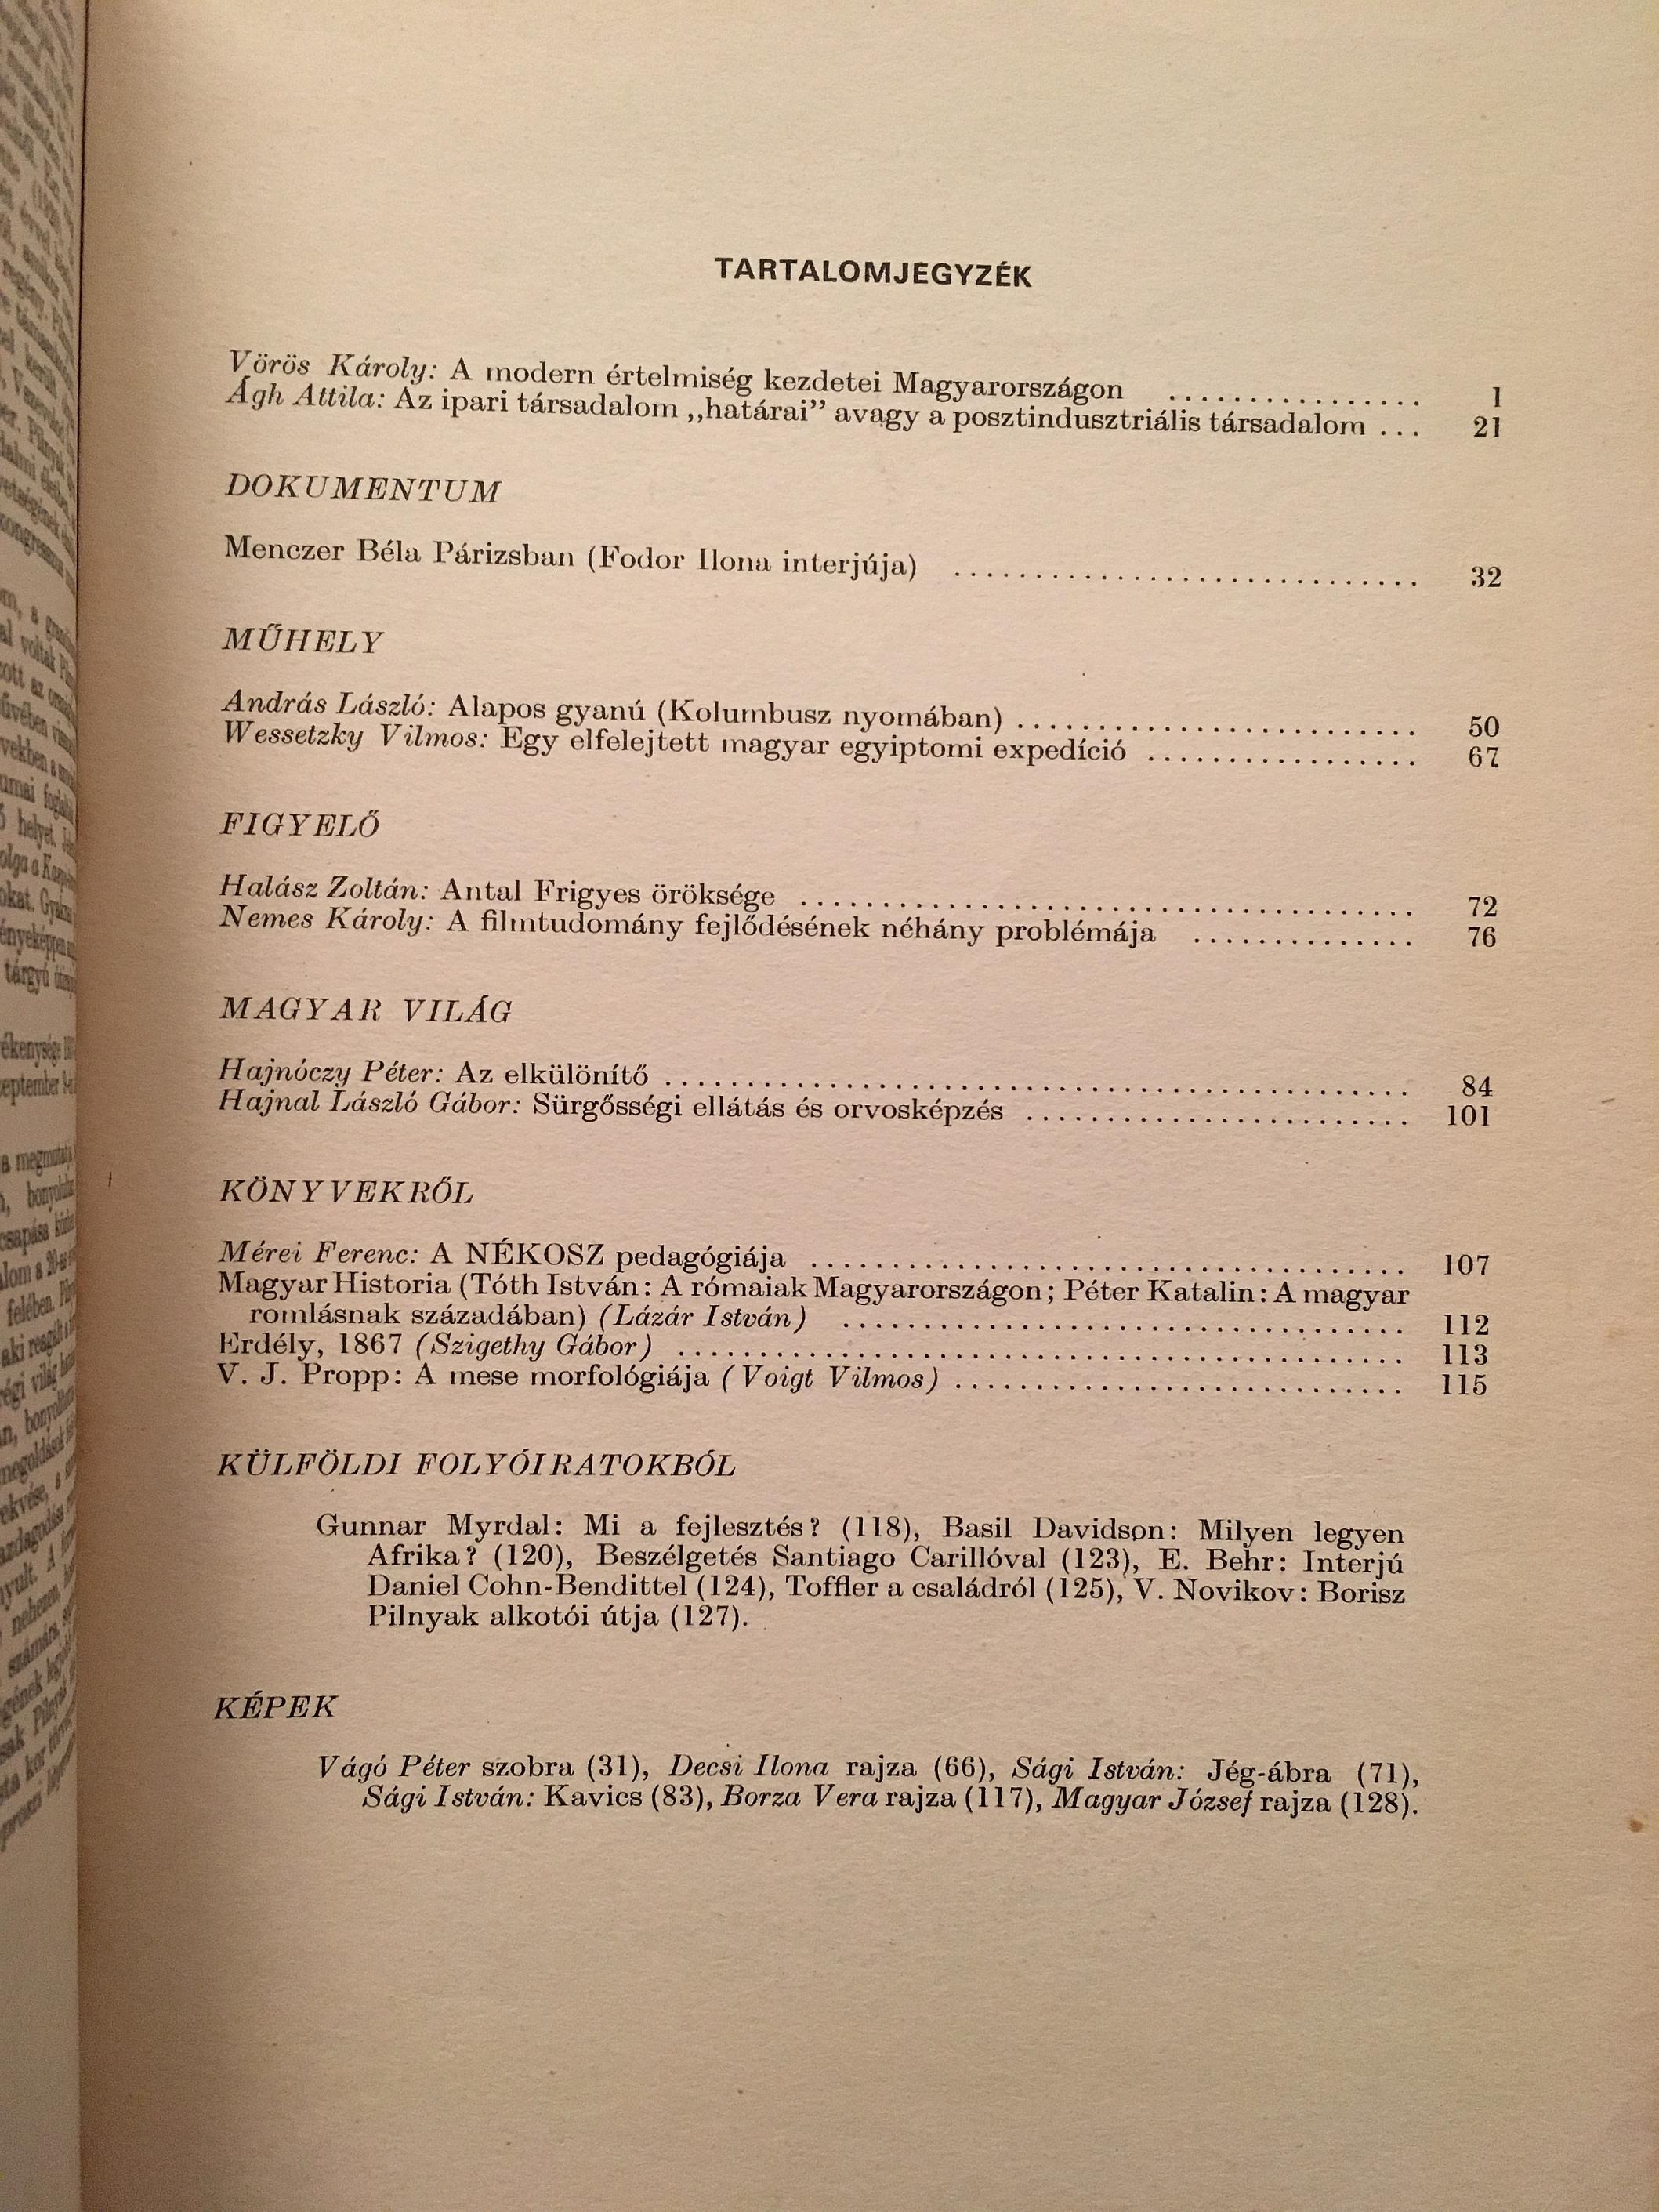 TARTALOMJEGYZÉK
Vörös Károly: A modern értelmiség kezdetei Magyarországon ................ 1
Ágh Attila: Az ipari társadalom „határai” avagy a posztindusztriális társadalom ... 21
DOKUMENTUM
Menczer Béla Párizsban (Fodor Ilona interjúja) ............................. 32
MŰHELY
András László: Alapos gyanú (Kolumbusz nyomában) ......................... 50
Wessetzky Vilmos: Egy elfelejtett magyar egyiptomi expedíció ................. 67
FIGYELŐ
Halász Zoltán: Antal Frigyes öröksége ...................................... 72
Nemes Károly: A filmtudomány fejlődésének néhány problémája .............. 76
MAGYAR VILÁG
Hajnóczy Péter: Az elkülönítő ............................................... 84
Hajnal László Gábor: Sürgősségi ellátás és orvosképzés ........................ 101
KÖNYVEKRŐL
Mérei Ferenc: A NÉKOSZ pedagógiája ...................................... 107
Magyar Historia (Tóth István: A rómaiak Magyarországon; Péter Katalin: A magyar
romlásnak századában) (Lázár István) .................................... 112
Erdély, 1867 (Szigethy Gábor) .............................................. 113
V. J. Propp: A mese morfológiája (Voigt Vilmos) ............................ 115
KÜLFÖLDI FOLYÓIRATOKBÓL
Gunnar Myrdal: Mi a fejlesztés? (118), Basil Davidson: Milyen legyen
Afrika? (120), Beszélgetés Santiago Carillóval (123), E. Behr: Interjú
Daniel Cohn-Bendittel (124), Toffler a családról (125), V. Novikov: Borisz
Pilnyak alkotói útja (127).
KÉPEK
Vágó Péter szobra (31), Decsi Ilona rajza (66), Sági István: Jég-ábra (71),
Sági István: Kavics (83), Borza Vera rajza (117), Magyar József rajza (128).